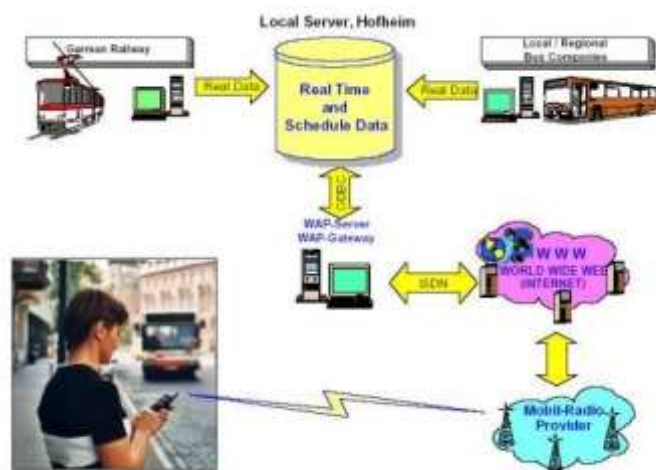 Local Server, Hofheim
German Railway
Local / Regional
Bus Companies
Real Data
Real Time
and
Schedule Data
Real Data
ODBC
WAP-Server
WAP-Gateway
ISDN
W W W
WORLD WIDE WEB
(INTERNET)
Mobil-Radio
Provider